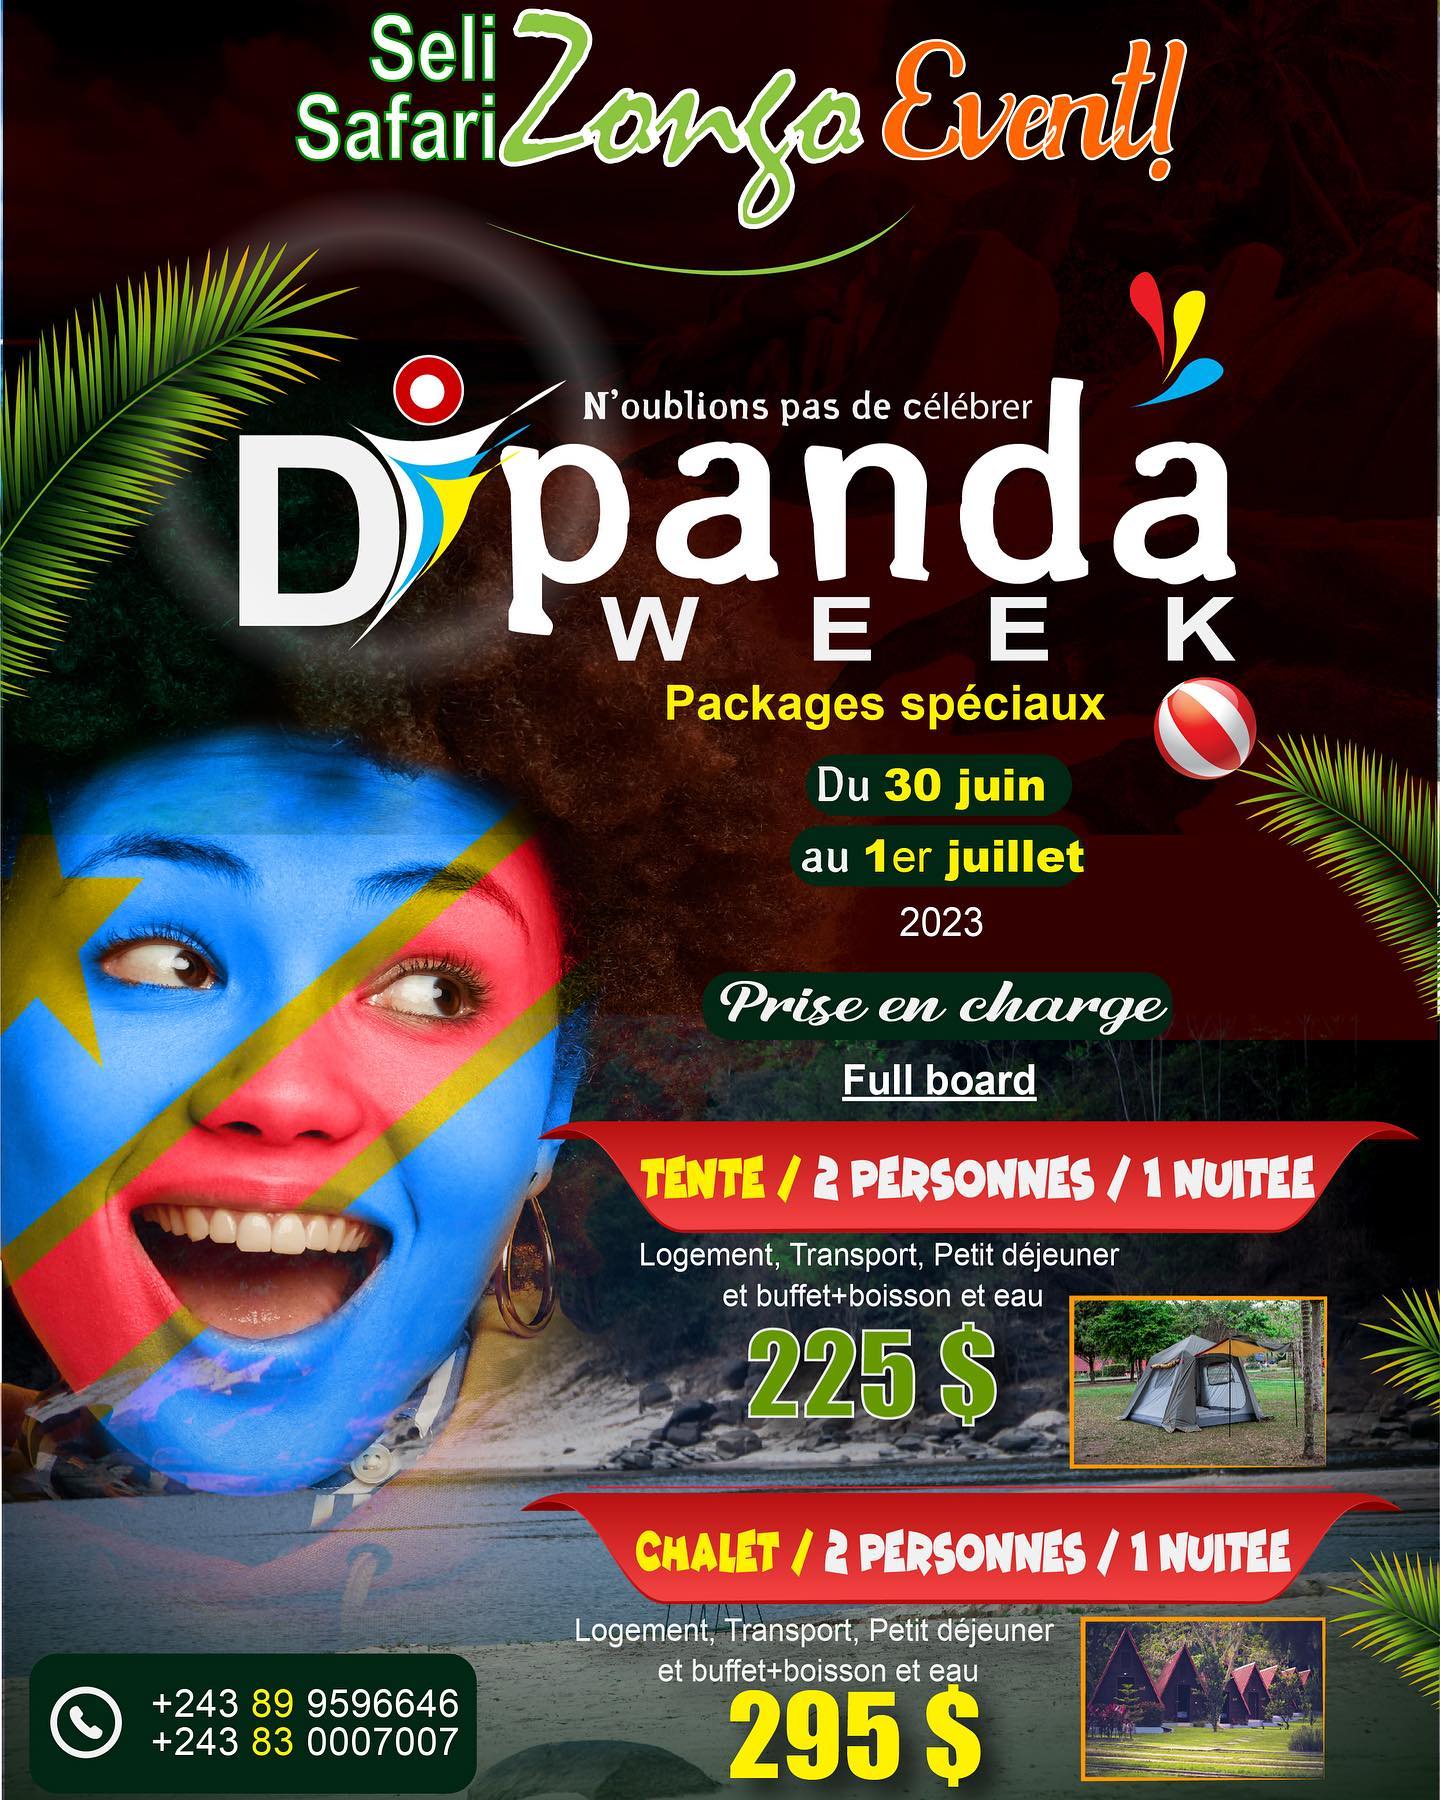 Seli
Safari Zongo Event!
N'oublions pas de célébrer
Dipanda
WEEK
Packages spéciaux
Du 30 juin
au 1er juillet
2023
Prise en charge
Full board
TENTE / 2 PERSONNES / 1 NUITEE
Logement, Transport, Petit déjeuner
et buffet+boisson et eau
225 $
CHALET / 2 PERSONNES / 1 NUITEE
Logement, Transport, Petit déjeuner
et buffet+boisson et eau
295 $
+243 89 9596646
+243 83 0007007